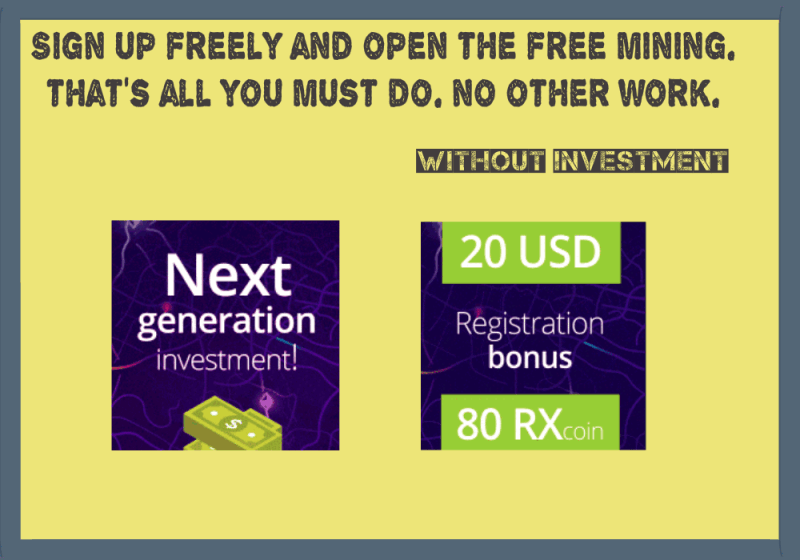 SIGN UP FREELY AND OPEN THE FREE MINING.
THAT'S ALL YOU MUST DO. NO OTHER WORK.
WITHOUT INVESTMENT
Next
generation
investment!
$
20 USD
Registration
bonus
80 RXcoin